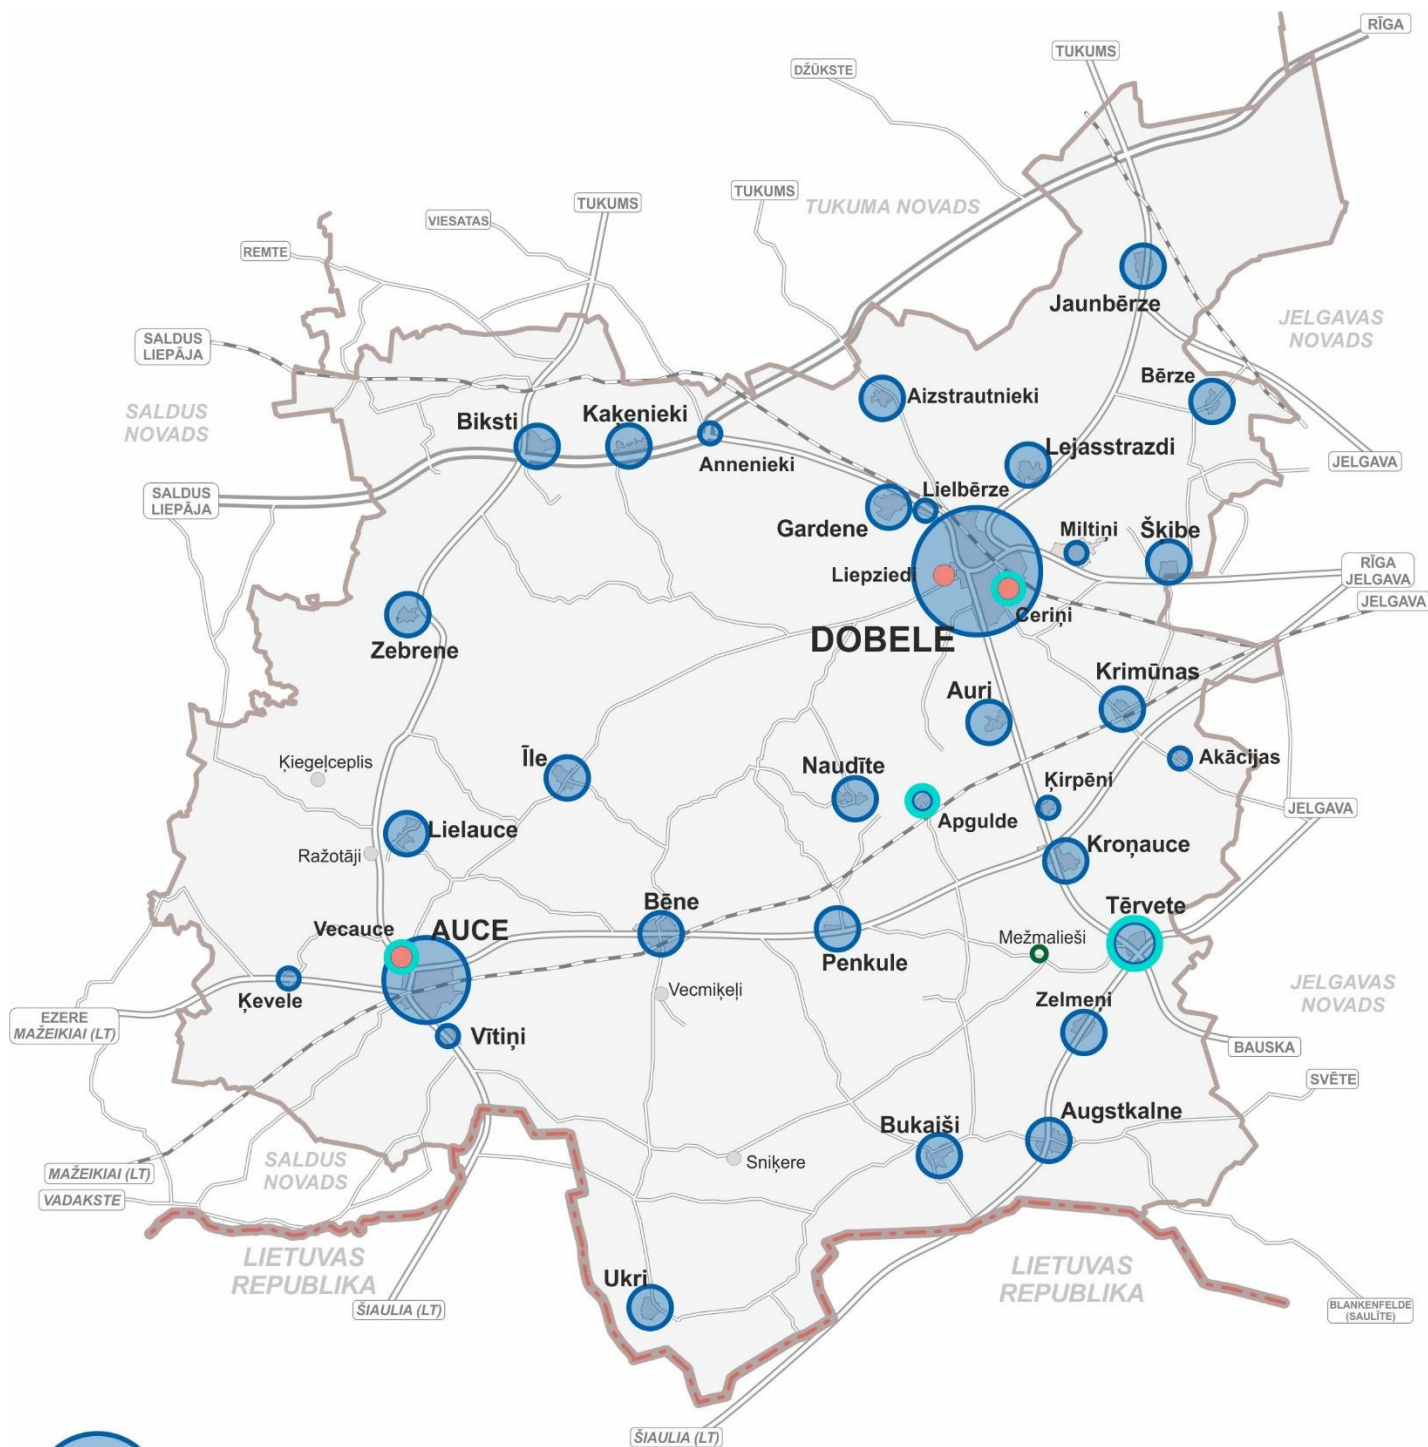 RĪGA
TUKUMS
DŽŪKSTE
TUKUMS
TUKUMS
VIESATAS
REMTE
TUKUMA NOVADS
Jaunbērze
JELGAVAS
NOVADS
SALDUS
LIEPĀJA
SALDUS
NOVADS
Bērze
Aizstrautnieki
Biksti
Kaķenieki
Annenieki
Lejasstrazdi
JELGAVA
SALDUS
LIEPĀJA
Lielbērze
Gardene
Miltiņi
Šķibe
Liepziedi
RĪGA
JELGAVA
JELGAVA
Ceriņi
DOBELE
Zebrene
Krimūnas
Auri
Īle
Naudīte
Akācijas
Ķiegeļceplis
Ķirpēni
Apgulde
JELGAVA
Lielauce
Ražotāji
Kroņauce
Bēne
Tērvete
Vecauce
AUCE
Mežmalieši
Penkule
Ķevele
Vecmiķeļi
Zelmeņi
JELGAVAS
NOVADS
EZERE
MAŽEIKIAI (LT)
Vītiņi
BAUSKA
SVĒTE
Bukaiši
Augstkalne
SALDUS
NOVADS
MAŽEIKIAI (LT)
Sniķere
VADAKSTE
LIETUVAS
REPUBLIKA
LIETUVAS
REPUBLIKA
Ukri
ŠIAULIA (LT)
BLANKENFELDE
(SAULĪTE)
ŠIAULIA (LT)